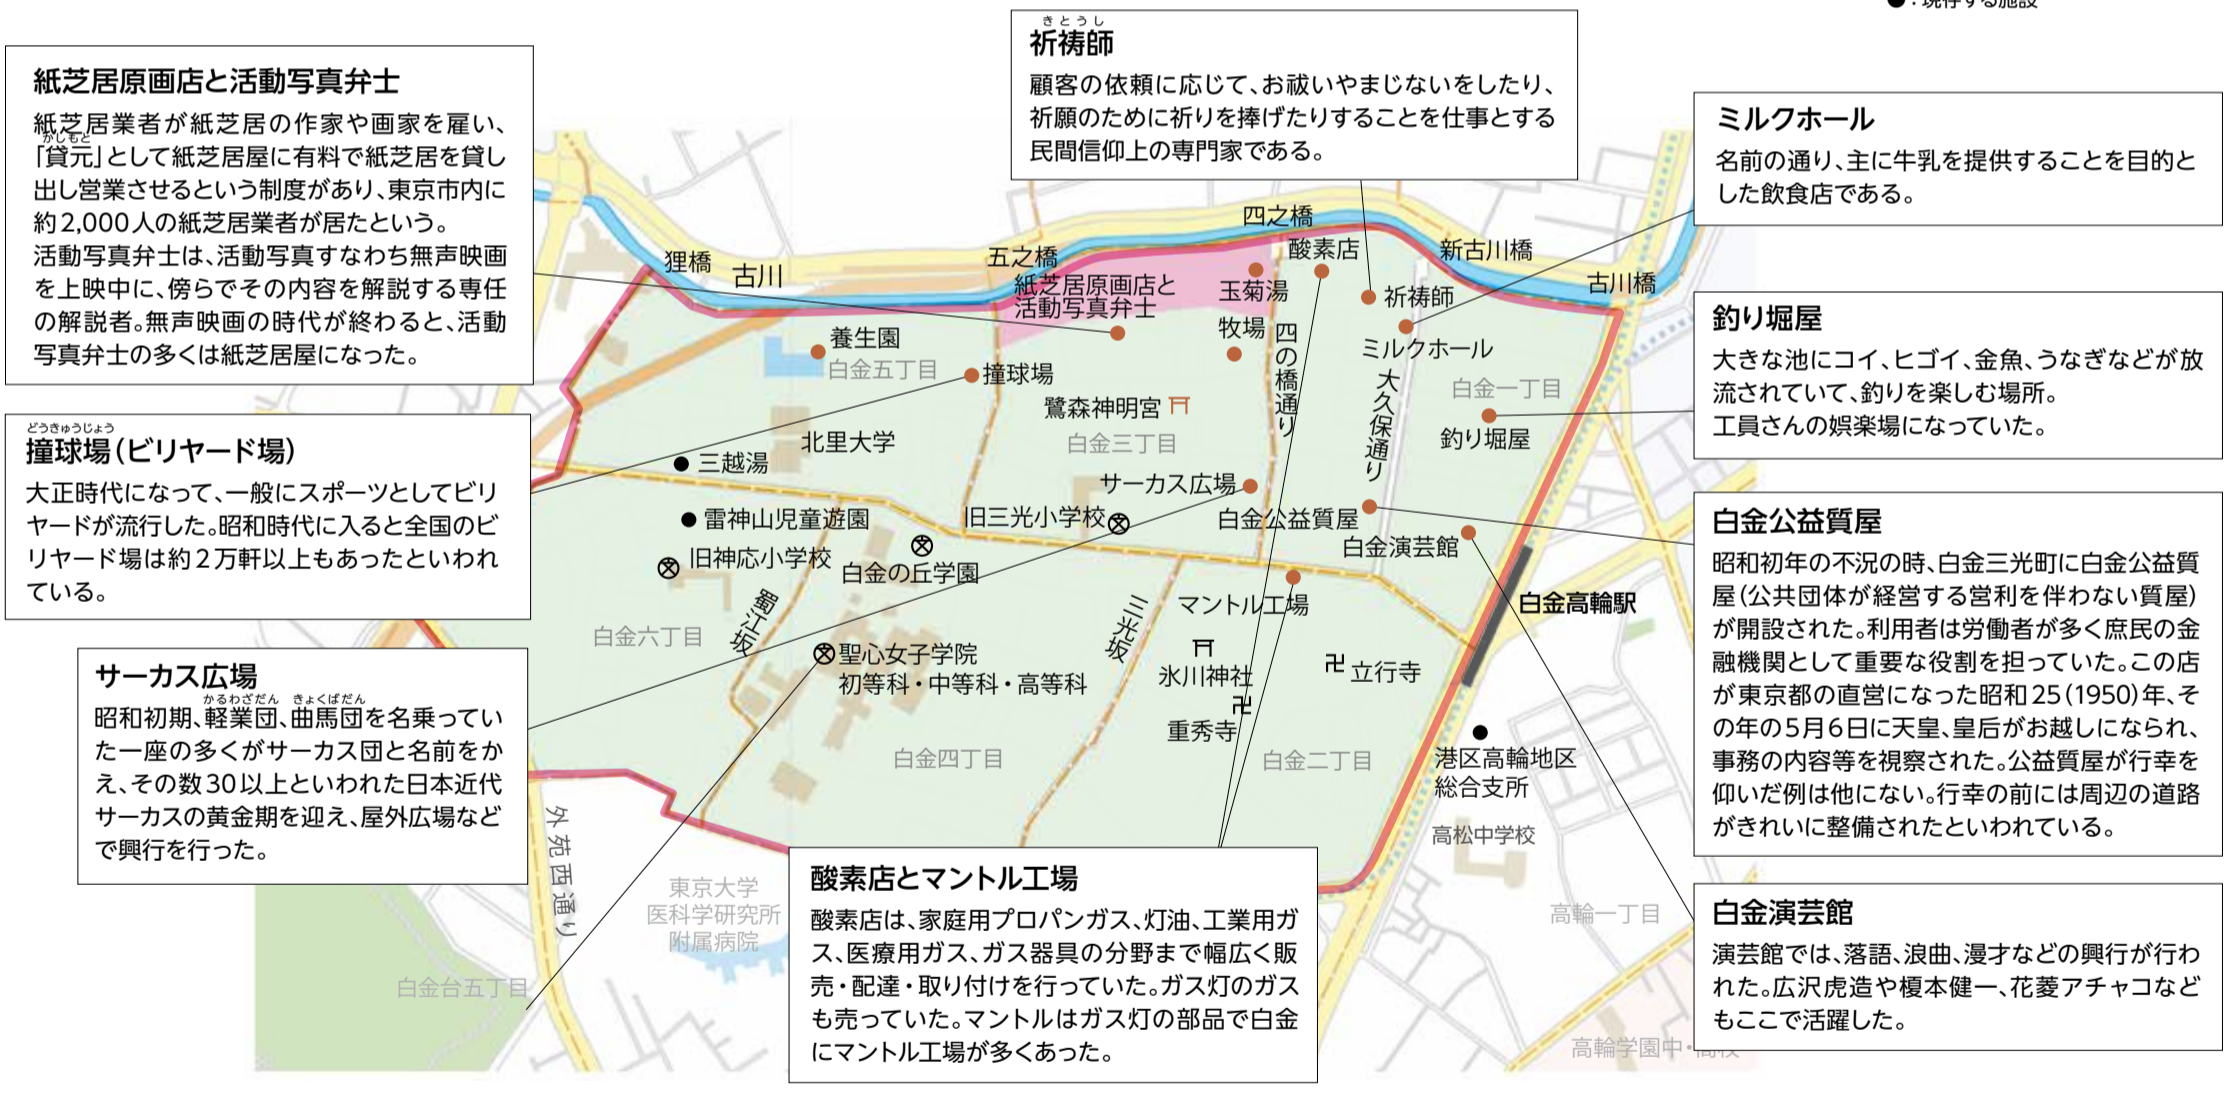 ●：現存する施設
紙芝居原画店と活動写真弁士
紙芝居業者が紙芝居の作家や画家を雇い、
かしもと
「貸元」として紙芝居屋に有料で紙芝居を貸し
出し営業させるという制度があり、東京市内に
約2,000人の紙芝居業者が居たという。
活動写真弁士は、活動写真すなわち無声映画
を上映中に、傍らでその内容を解説する専任
の解説者。無声映画の時代が終わると、活動
写真弁士の多くは紙芝居屋になった。
どうきゅうじょう
撞球場（ビリヤード場）
大正時代になって、一般にスポーツとしてビリ
ヤードが流行した。昭和時代に入ると全国のビ
リヤード場は約2万軒以上もあったといわれ
ている。
サーカス広場
かるわざだん きょくばだん
昭和初期、軽業団、曲馬団を名乗ってい
た一座の多くがサーカス団と名前をか
え、その数30以上といわれた日本近代
サーカスの黄金期を迎え、屋外広場など
で興行を行った。
きとうし
祈祷師
顧客の依頼に応じて、お祓いやまじないをしたり、
祈願のために祈りを捧げたりすることを仕事とする
民間信仰上の専門家である。
ミルクホール
名前の通り、主に牛乳を提供することを目的と
した飲食店である。
釣り堀屋
大きな池にコイ、ヒゴイ、金魚、うなぎなどが放
流されていて、釣りを楽しむ場所。
工員さんの娯楽場になっていた。
白金公益質屋
昭和初年の不況の時、白金三光町に白金公益質
屋（公共団体が経営する営利を伴わない質屋）
が開設された。利用者は労働者が多く庶民の金
融機関として重要な役割を担っていた。この店
が東京都の直営になった昭和25（1950）年、そ
の年の5月6日に天皇、皇后がお越しになられ、
事務の内容等を視察された。公益質屋が行幸を
仰いだ例は他にない。行幸の前には周辺の道路
がきれいに整備されたといわれている。
白金演芸館
演芸館では、落語、浪曲、漫才などの興行が行わ
れた。広沢虎造や榎本健一、花菱アチャコなど
もここで活躍した。
酸素店とマントル工場
酸素店は、家庭用プロパンガス、灯油、工業用ガ
ス、医療用ガス、ガス器具の分野まで幅広く販
売・配達・取り付けを行っていた。ガス灯のガス
も売っていた。マントルはガス灯の部品で白金
にマントル工場が多くあった。
狸橋
古川
五之橋
四之橋
新古川橋
古川橋
紙芝居原画店と
活動写真弁士
玉菊湯
酸素店
祈祷師
牧場
四の橋通り
ミルクホール
大久保通り
白金一丁目
釣り堀屋
養生園
白金五丁目
撞球場
鷺森神明宮
白金三丁目
北里大学
三越湯
雷神山児童遊園
旧神応小学校
白金の丘学園
旧三光小学校
サーカス広場
白金公益質屋
白金演芸館
白金高輪駅
マントル工場
蜀江坂
三光坂
白金六丁目
聖心女子学院
初等科・中等科・高等科
氷川神社
立行寺
重秀寺
白金四丁目
白金二丁目
港区高輪地区
総合支所
高松中学校
外苑西通り
東京大学
医科学研究所
附属病院
白金台五丁目
高輪一丁目
高輪学園中・高校